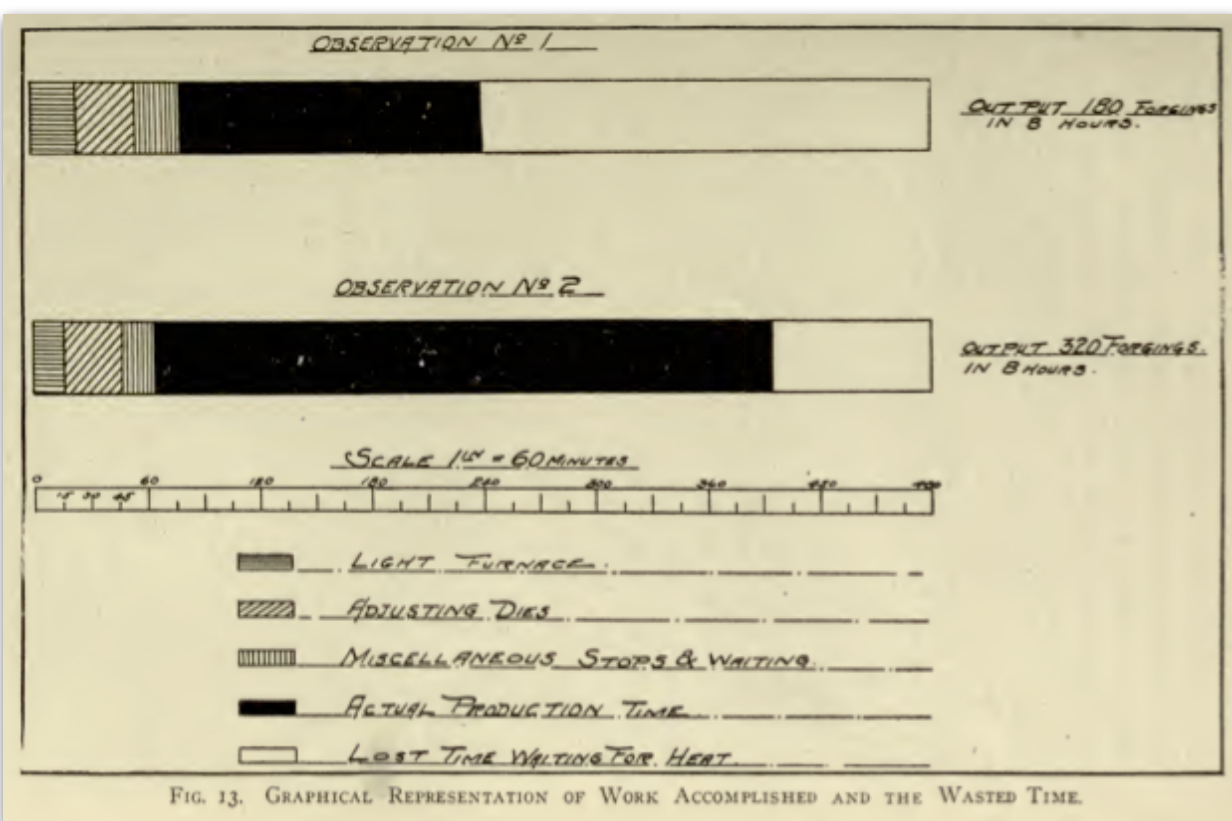 OBSERVATION Nº 1
OUTPUT 180 FORGINGS
IN 8 HOURS.
OBSERVATION Nº 2
OUTPUT 320 FORGINGS.
IN 8 HOURS.
SCALE 1 IN = 60 MINUTES
0 60 120 180 240 300 360
15 30 45
LIGHT FURNACE.
ADJUSTING DIES
MISCELLANEOUS STOPS & WAITING.
ACTUAL PRODUCTION TIME.
LOST TIME WAITING FOR HEAT.
FIG. 13. GRAPHICAL REPRESENTATION OF WORK ACCOMPLISHED AND THE WASTED TIME.